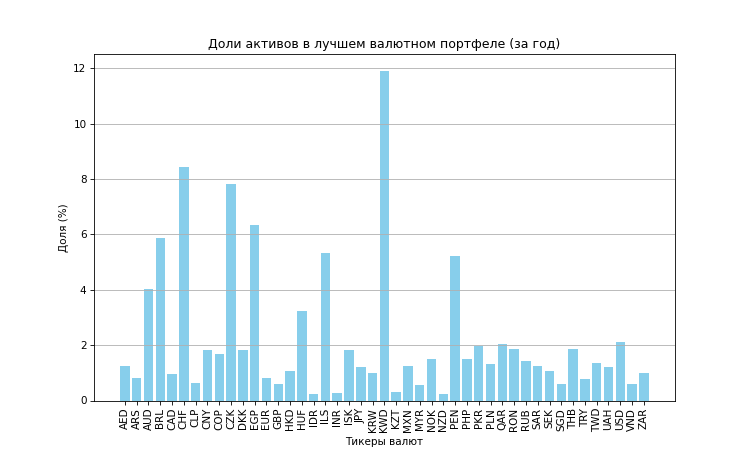 Доли активов в лучшем валютном портфеле (за год)
Доля (%)
12
10
8
6
4
2
0
AED ARS AUD BRL CAD CHF CLP CNY COP CZK DKK EGP EUR GBP HKD HUF IDR ILS INR ISK JPY KRW KWD KZT MXN MYR NOK NZD PEN PHP PKR PLN QAR RON RUB SAR SEK SGD THB TRY TWD UAH USD VND ZAR
Тикеры валют